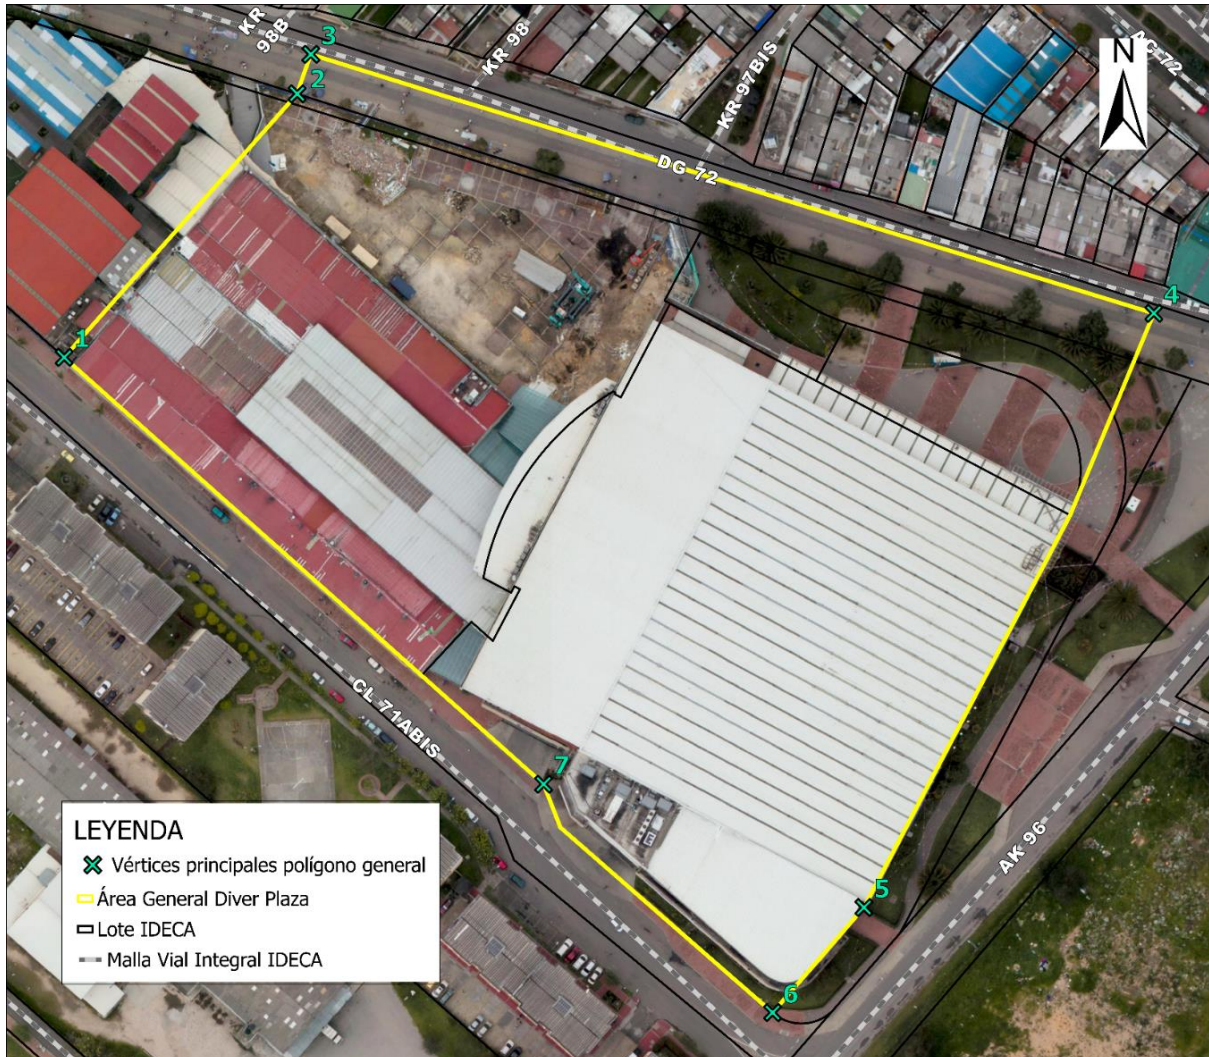 KR
98B
3
KR 98
KR 97BIS
AC 72
N
2
DG 72
4
1
CL 71ABIS
7
AK 96
5
6
LEYENDA
Vértices principales polígono general
Área General Diver Plaza
Lote IDECA
Malla Vial Integral IDECA